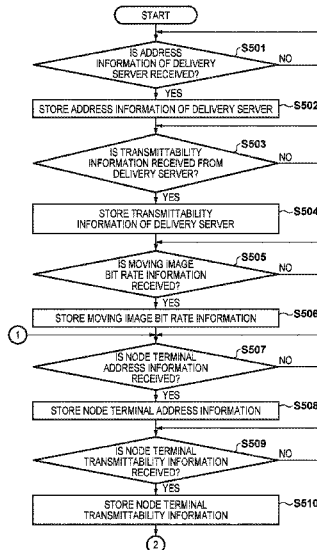 START
IS ADDRESS
INFORMATION OF DELIVERY
SERVER RECEIVED?
S501
NO
YES
STORE ADDRESS INFORMATION OF DELIVERY SERVER
S502
IS TRANSMITTABILITY
INFORMATION RECEIVED FROM
DELIVERY SERVER?
S503
NO
YES
STORE TRANSMITTABILITY
INFORMATION OF DELIVERY SERVER
S504
IS MOVING IMAGE
BIT RATE INFORMATION
RECEIVED?
S505
NO
YES
STORE MOVING IMAGE BIT RATE INFORMATION
S506
1
IS NODE TERMINAL
ADDRESS INFORMATION
RECEIVED?
S507
NO
YES
STORE NODE TERMINAL ADDRESS INFORMATION
S508
IS NODE TERMINAL
TRANSMITTABILITY INFORMATION
RECEIVED?
S509
NO
YES
STORE NODE TERMINAL
TRANSMITTABILITY INFORMATION
S510
2